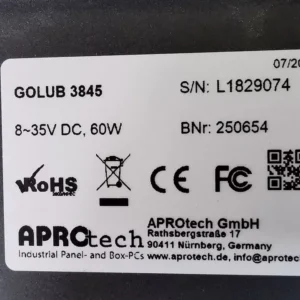 07/20
GOLUB 3845 S/N: L1829074
8~35V DC, 60W BNr: 250654
RoHS CE FC
APROtech APROtech GmbH
Rathsbergstraße 17
Industrial Panel- and Box-PCs 90411 Nürnberg, Germany
www.aprotech.de info@aprotec